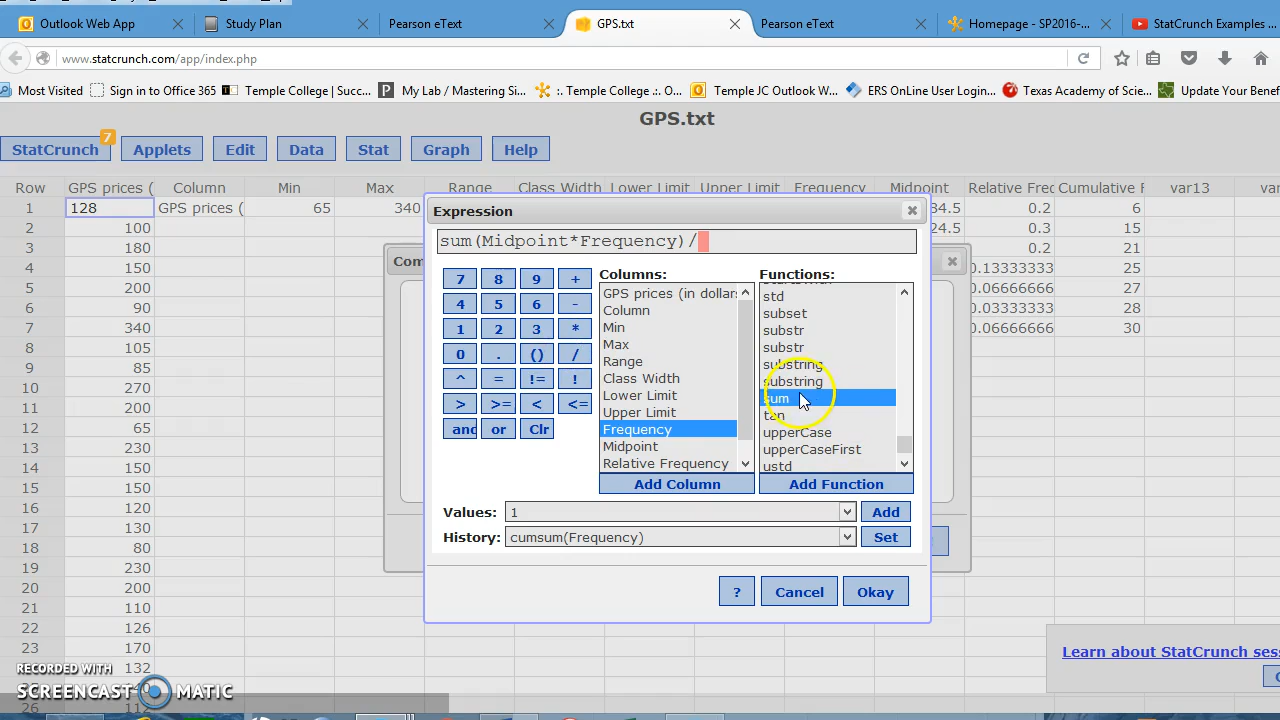 Outlook Web App
Study Plan
Pearson eText
GPS.txt
Pearson eText
Homepage - SP2016-...
StatCrunch Examples ...
www.statcrunch.com/app/index.php
Most Visited Sign in to Office 365 Temple College | Succ... My Lab / Mastering Si... :. Temple College :. O... Temple JC Outlook W... ERS OnLine User Login... Texas Academy of Scie... Update Your Benef
GPS.txt
StatCrunch 7 Applets Edit Data Stat Graph Help
Row GPS prices ( Column Min Max Range Class Width Lower Limit Upper Limit Frequency Midpoint Relative Freq Cumulative F var13
1 128 GPS prices ( 65 340 84.5 0.2 6
2 100 24.5 0.3 15
3 180 0.2 21
4 150 0.13333333 25
5 200 0.06666666 27
6 90 0.03333333 28
7 340 0.06666666 30
8 105
9 85
10 270
11 200
12 65
13 230
14 150
15 150
16 120
17 130
18 80
19 230
20 200
21 110
22 126
23 170
24 132
26 112
Com
Expression
sum(Midpoint*Frequency)/
7 8 9 +
4 5 6 -
1 2 3 *
0 . () /
^ = != !
> >= < <=
and or Clr
Columns:
GPS prices (in dollars
Column
Min
Max
Range
Class Width
Lower Limit
Upper Limit
Frequency
Midpoint
Relative Frequency
Add Column
Functions:
std
subset
substr
substr
substring
substring
sum
tan
upperCase
upperCaseFirst
ustd
Add Function
Values: 1 Add
History: cumsum(Frequency) Set
? Cancel Okay
Learn about StatCrunch ses
RECORDED WITH
SCREENCAST MATIC